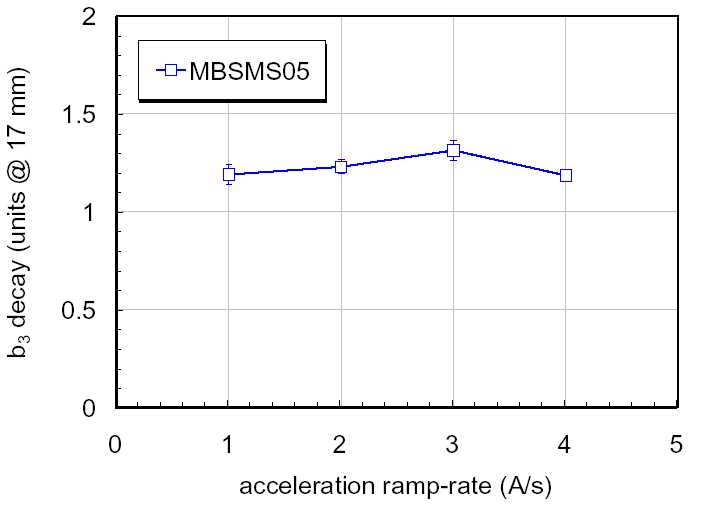 2
1.5
1
0.5
0
MBSMS05
b3 decay (units @ 17 mm)
0 1 2 3 4 5
acceleration ramp-rate (A/s)